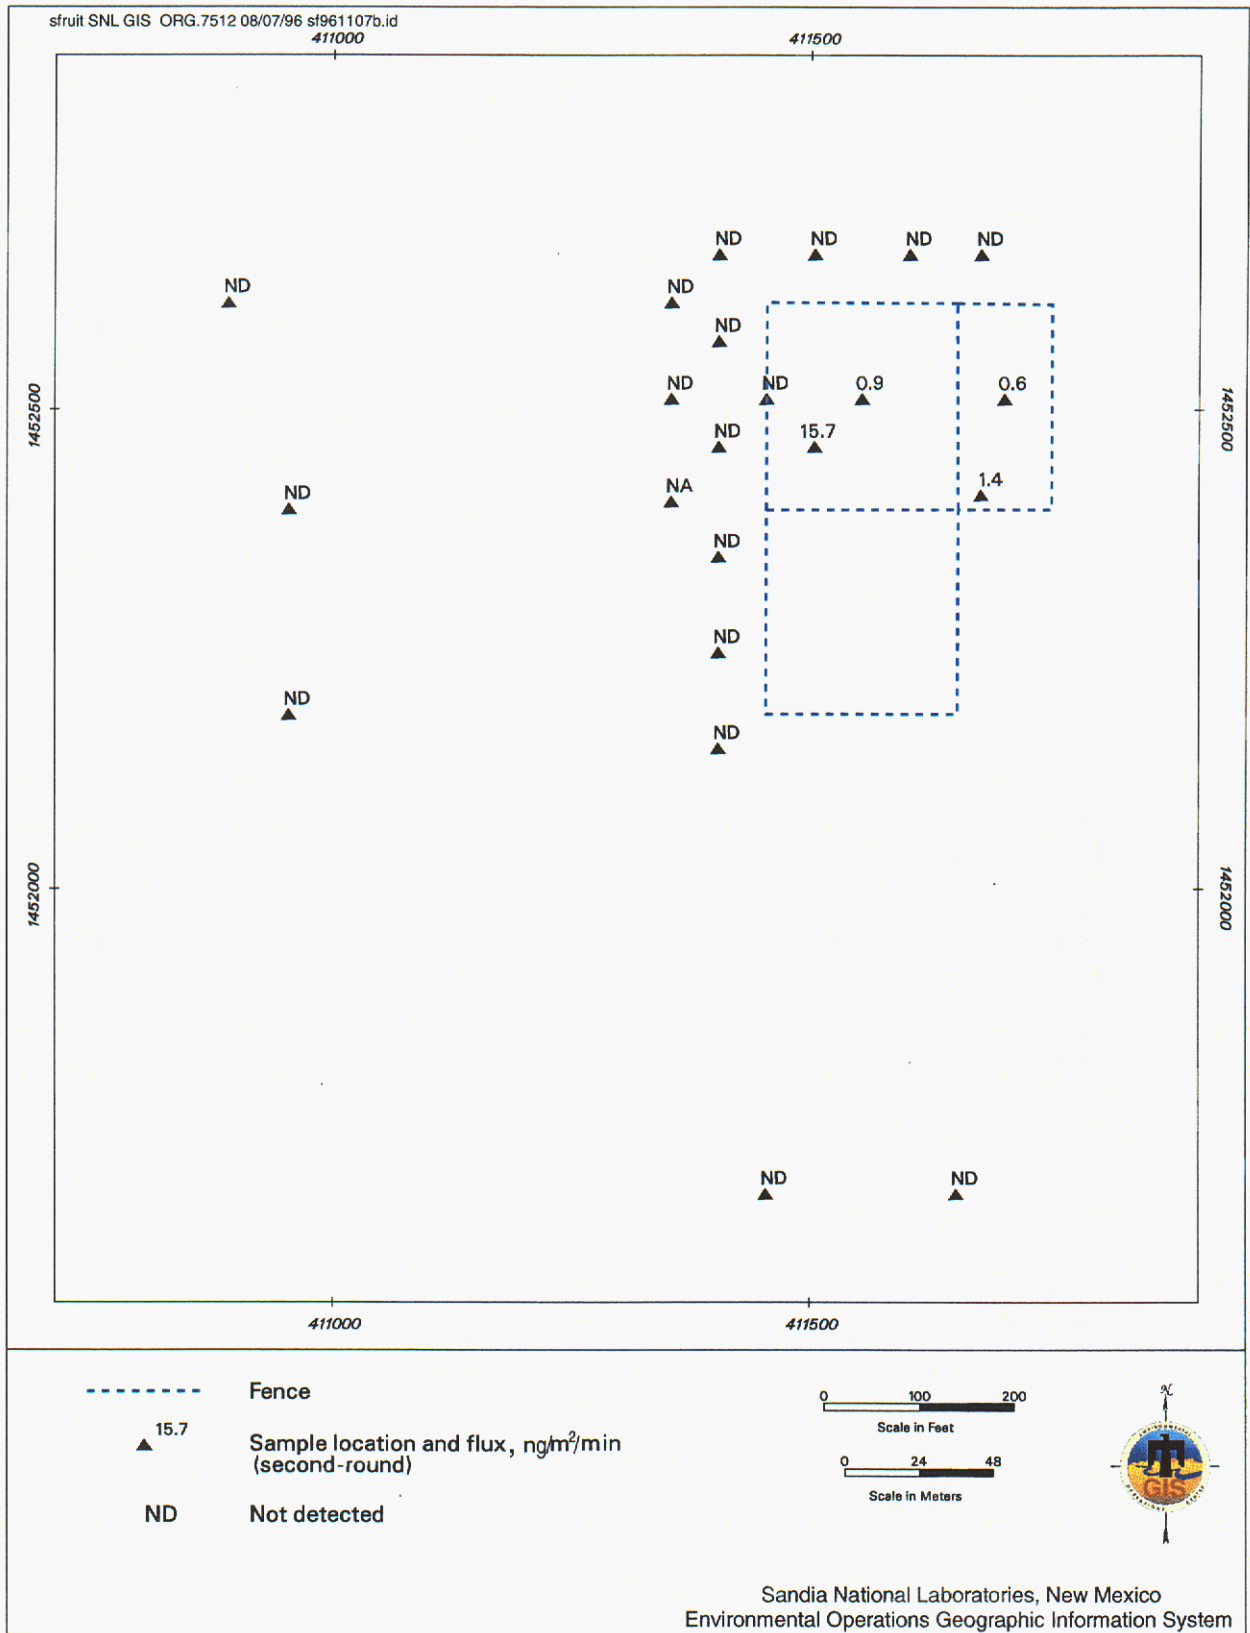 sfruit SNL GIS ORG.7512 08/07/96 sf961107b.id
411000 411500
ND ND ND ND
ND ND
ND
ND ND 0.9 0.6
1452500 1452500
ND 15.7
NA 1.4
ND
ND
ND
ND
ND
1452000 1452000
ND ND
411000 411500
Fence
0 100 200
Scale in Feet
15.7
Sample location and flux, ng/m²/min
(second-round)
0 24 48
Scale in Meters
ND Not detected
N
GIS
Sandia National Laboratories, New Mexico
Environmental Operations Geographic Information System